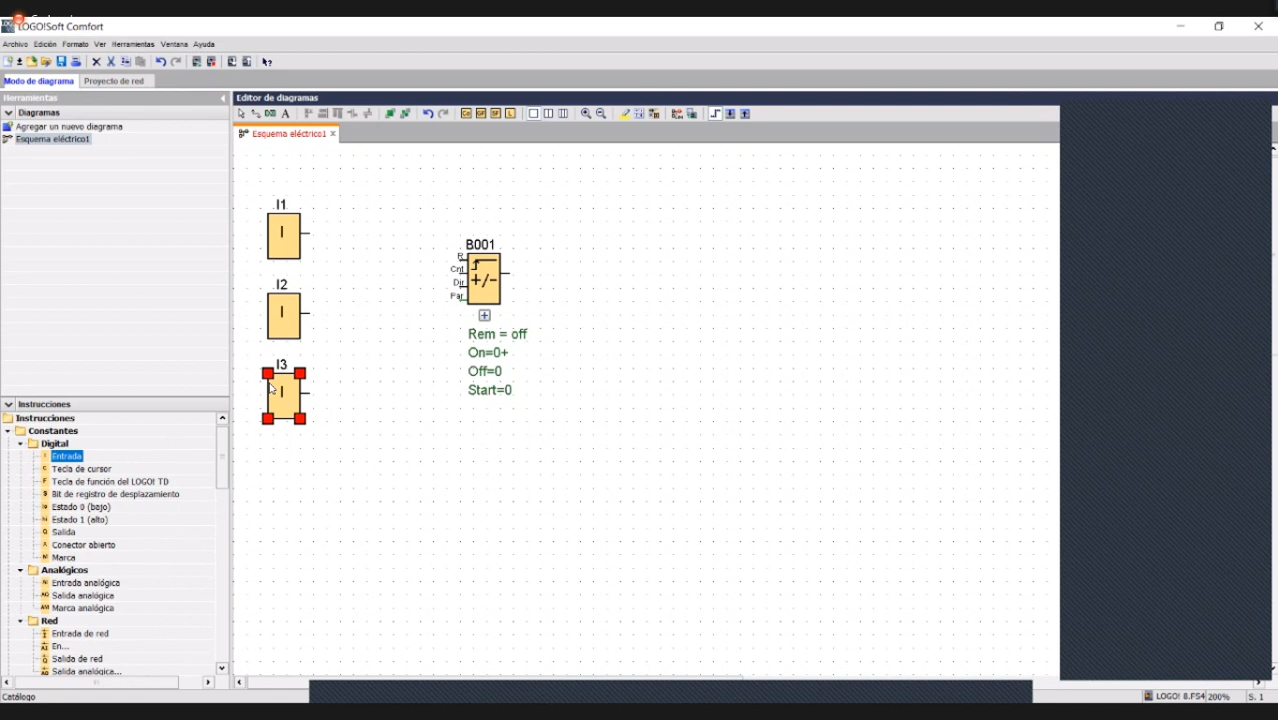 LOGO!Soft Comfort
Archivo Edición Formato Ver Herramientas Ventana Ayuda
Modo de diagrama Proyecto de red
Herramientas
Diagramas
Agregar un nuevo diagrama
Esquema eléctrico1
Editor de diagramas
Esquema eléctrico1
I1
I
I2
I
I3
I
B001
R
Cnt
Dir
Par
+/-
Rem = off
On=0+
Off=0
Start=0
Instrucciones
Instrucciones
Constantes
Digital
Entrada
Tecla de cursor
Tecla de función del LOGO! TD
Bit de registro de desplazamiento
Estado 0 (bajo)
Estado 1 (alto)
Salida
Conector abierto
Marca
Analógicos
Entrada analógica
Salida analógica
Marca analógica
Red
Entrada de red
En...
Salida de red
Salida analógica...
Catálogo
LOGO! 8.FS4 200%
S. 1